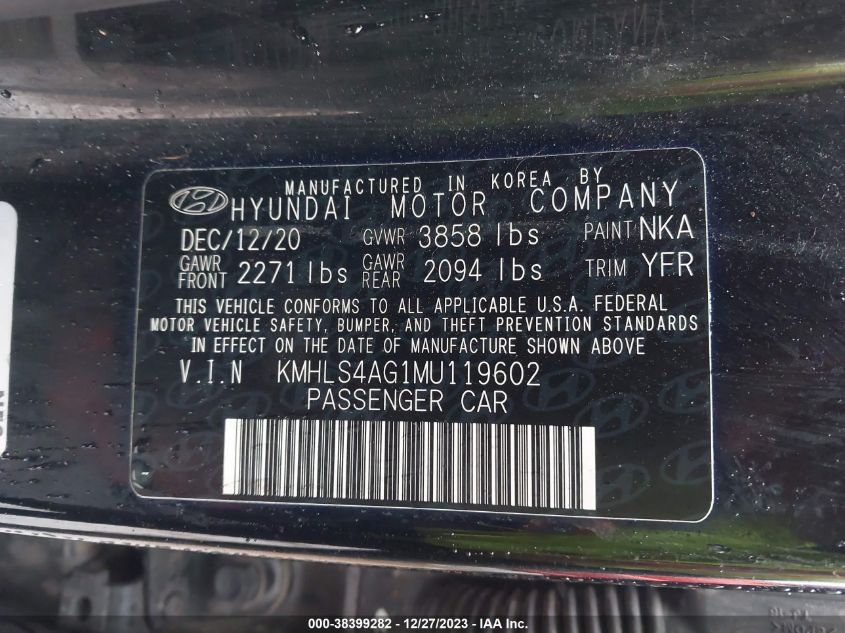 MANUFACTURED IN KOREA BY
HYUNDAI MOTOR COMPANY
DEC/12/20 GVWR 3858 lbs PAINT NKA
GAWR FRONT 2271 lbs GAWR REAR 2094 lbs TRIM YFR
THIS VEHICLE CONFORMS TO ALL APPLICABLE U.S.A. FEDERAL
MOTOR VEHICLE SAFETY, BUMPER, AND THEFT PREVENTION STANDARDS
IN EFFECT ON THE DATE OF MANUFACTURE SHOWN ABOVE
V.I.N KMHLS4AG1MU119602
PASSENGER CAR
000-38399282 - 12/27/2023 - IAA Inc.